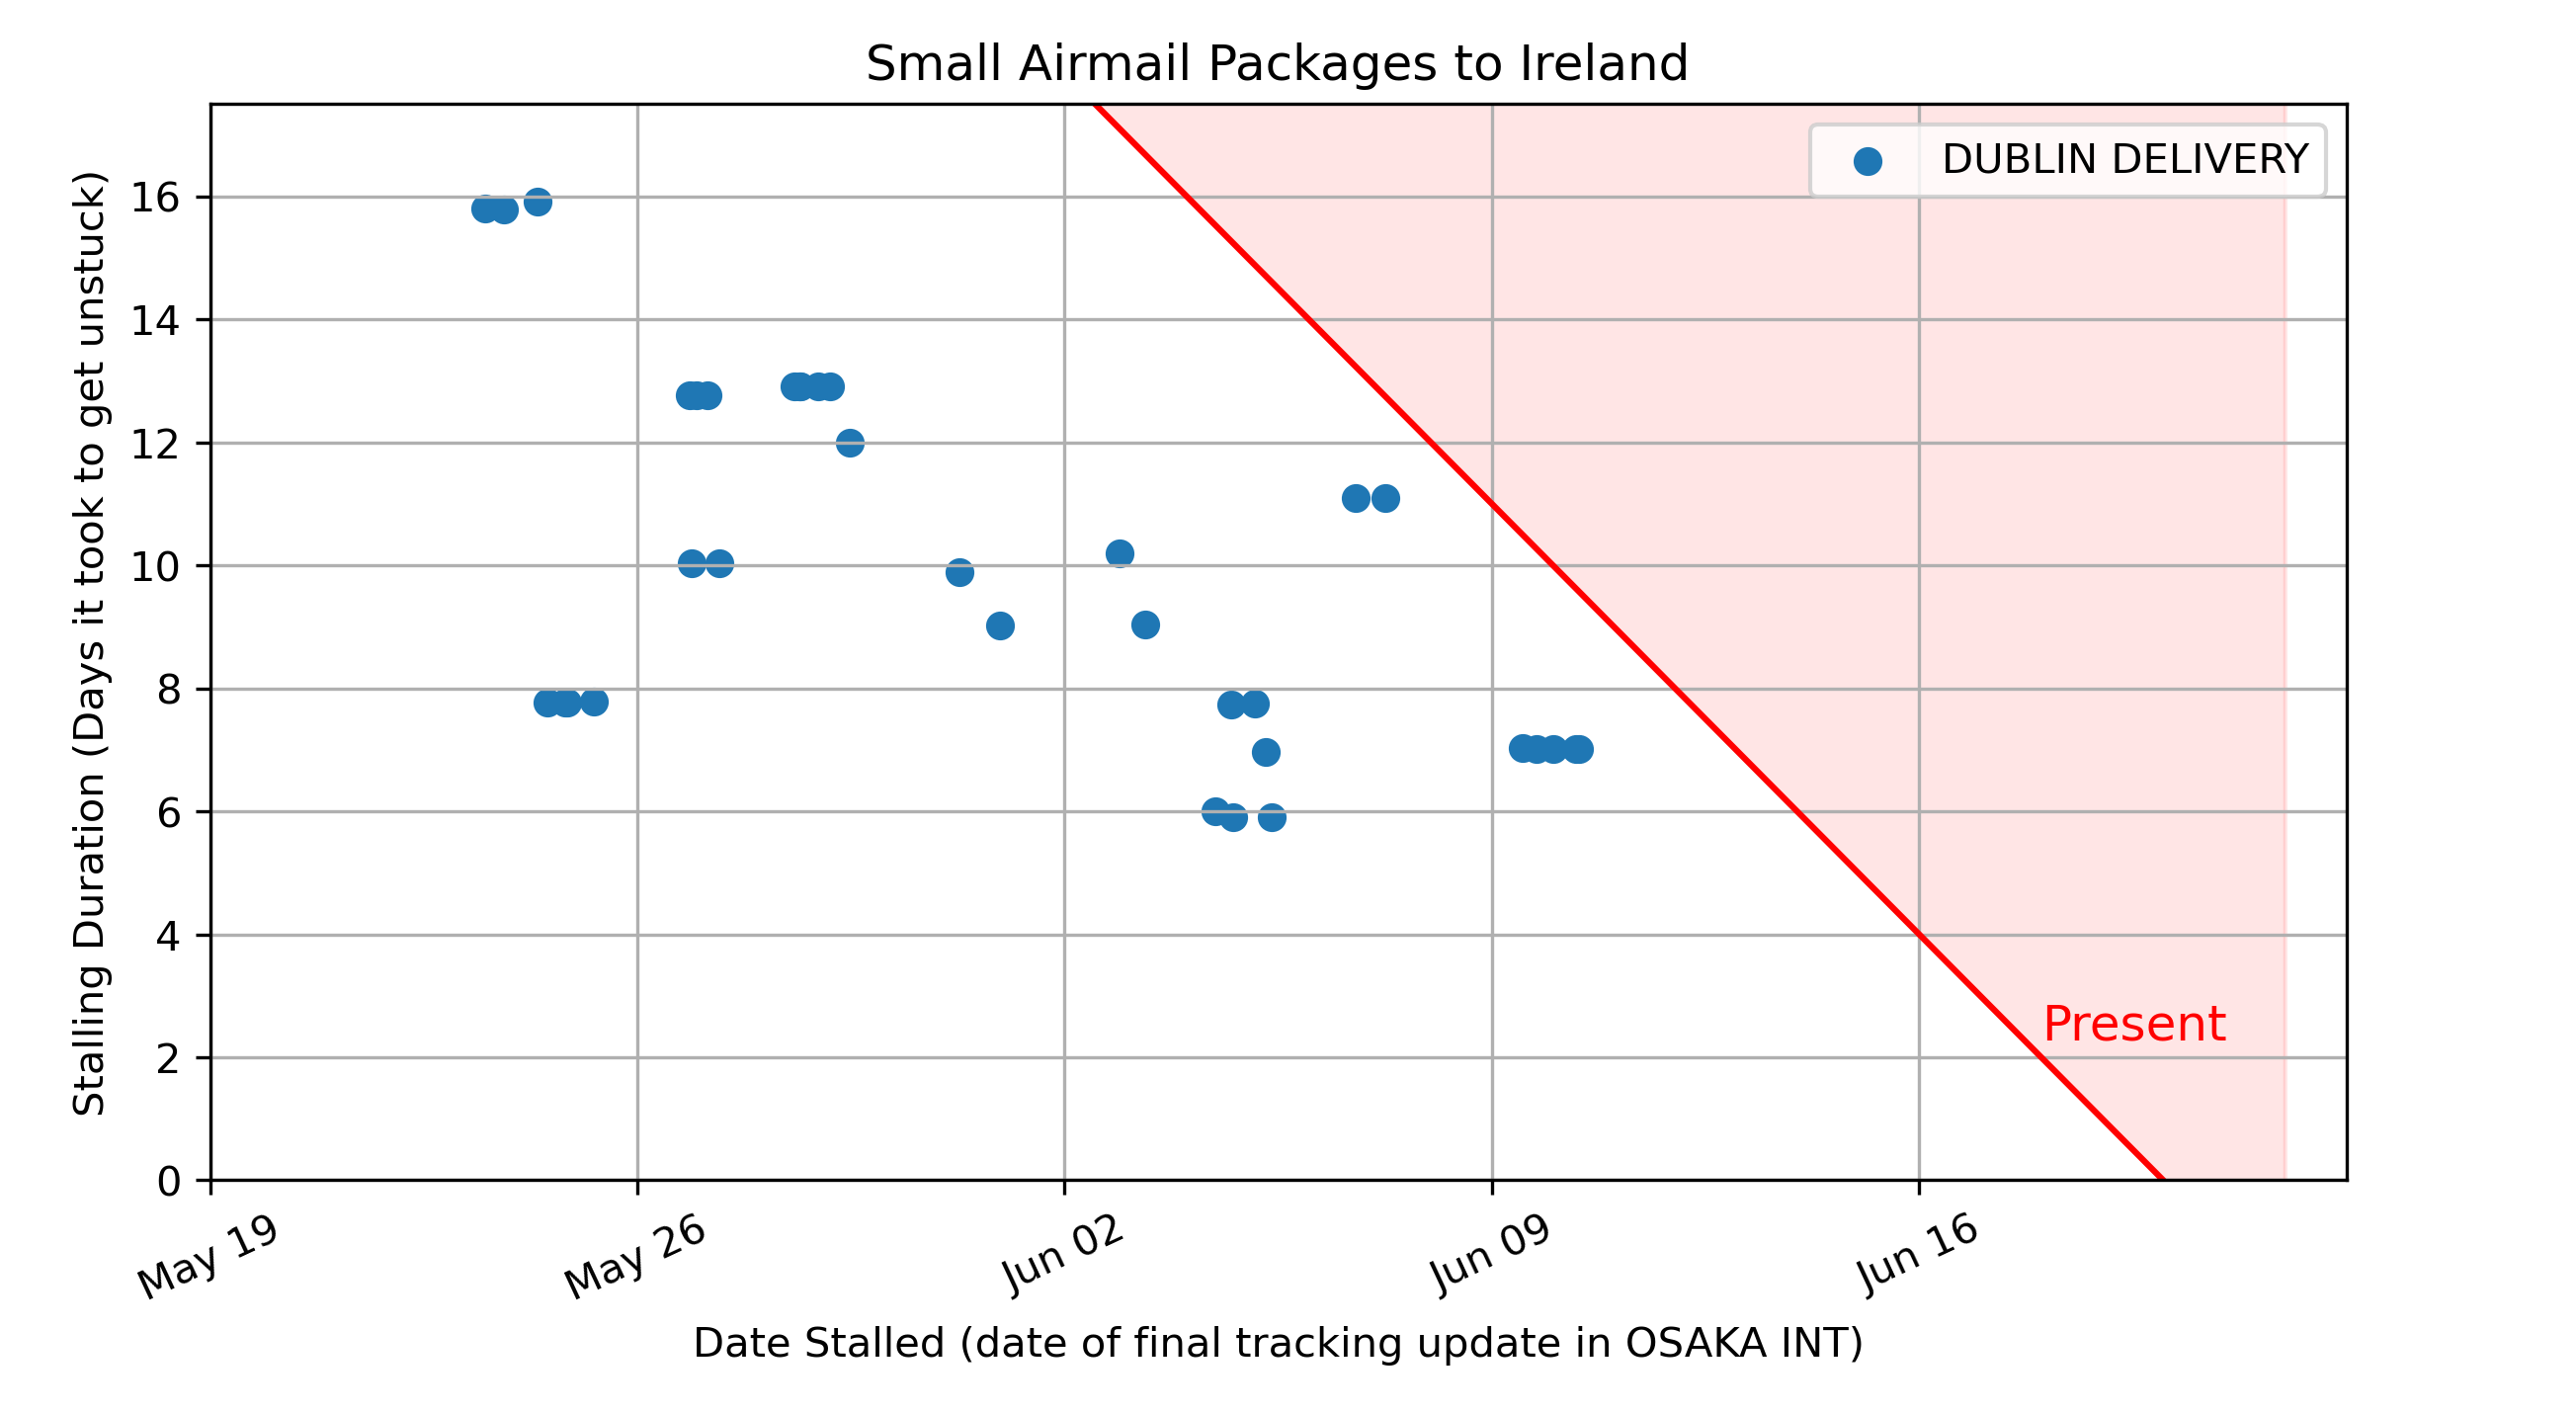 Small Airmail Packages to Ireland
DUBLIN DELIVERY
Stalling Duration (Days it took to get unstuck)
16
14
12
10
8
6
4
2
0
Present
May 19
May 26
Jun 02
Jun 09
Jun 16
Date Stalled (date of final tracking update in OSAKA INT)